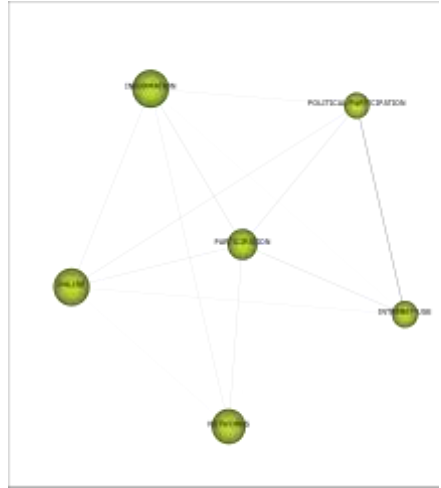 INFORMATION
POLITICAL PARTICIPATION
PARTICIPATION
ONLINE
INTERNET USE
NETWORKS